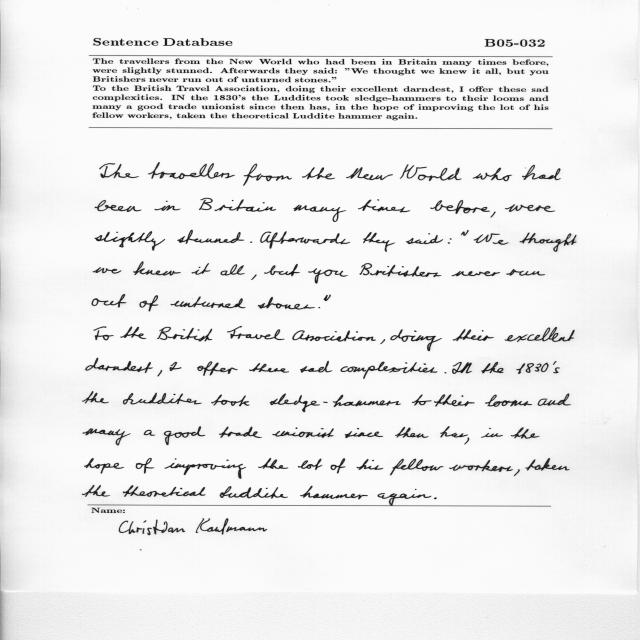 Sentence Database B05-032
The travellers from the New World who had been in Britain many times before,
were slightly stunned. Afterwards they said: "We thought we knew it all, but you
Britishers never run out of unturned stones."
To the British Travel Association, doing their excellent darndest, I offer these sad
complexities. IN the 1830's the Luddites took sledge-hammers to their looms and
many a good trade unionist since then has, in the hope of improving the lot of his
fellow workers, taken the theoretical Luddite hammer again.
The travellers from the New World who had
been in Britain many times before, were
slightly stunned. Afterwards they said: "We thought
we knew it all, but you Britishers never run
out of unturned stones."
To the British Travel Association, doing their excellent
darndest, I offer these sad complexities. IN the 1830's
the Luddites took sledge-hammers to their looms and
many a good trade unionist since then has, in the
hope of improving the lot of his fellow workers, taken
the theoretical Luddite hammer again.
Name:
Christian Kaufmann